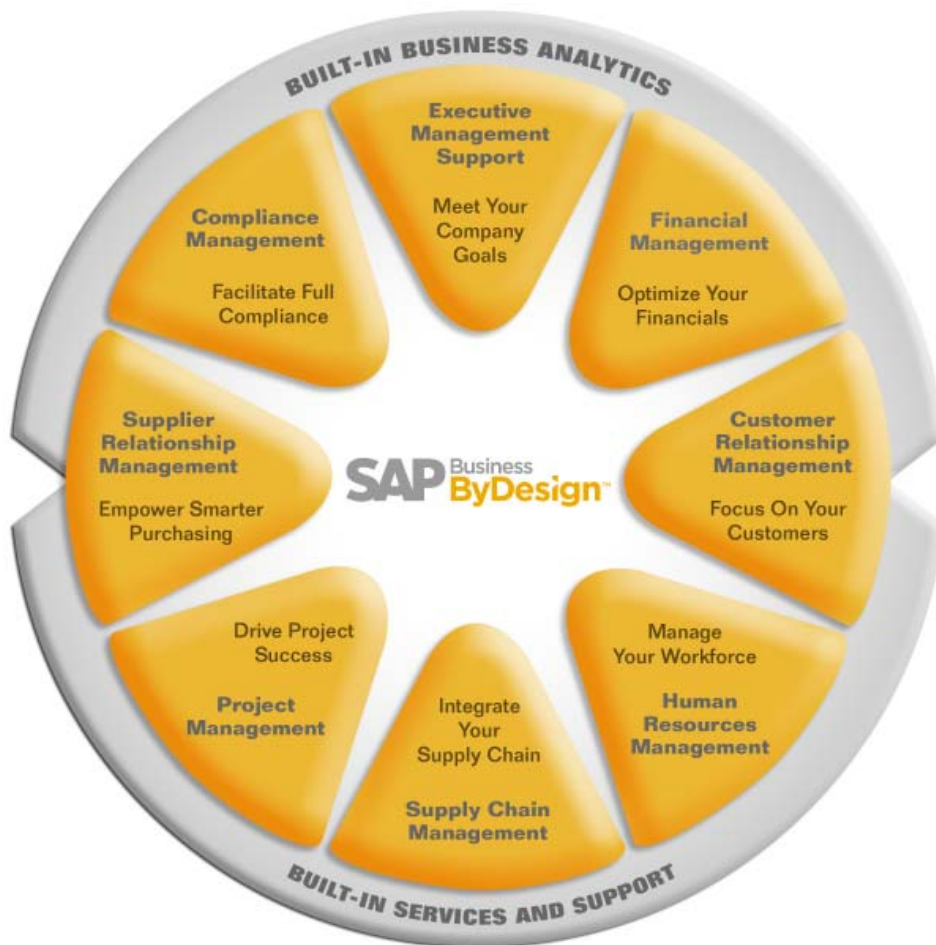 BUILT-IN BUSINESS ANALYTICS
Executive
Management
Support
Meet Your
Company
Goals
Financial
Management
Optimize Your
Financials
Customer
Relationship
Management
Focus On Your
Customers
Manage
Your Workforce
Human
Resources
Management
Integrate
Your
Supply Chain
Supply Chain
Management
Drive Project
Success
Project
Management
Supplier
Relationship
Management
Empower Smarter
Purchasing
Compliance
Management
Facilitate Full
Compliance
SAP Business
ByDesign™
BUILT-IN SERVICES AND SUPPORT